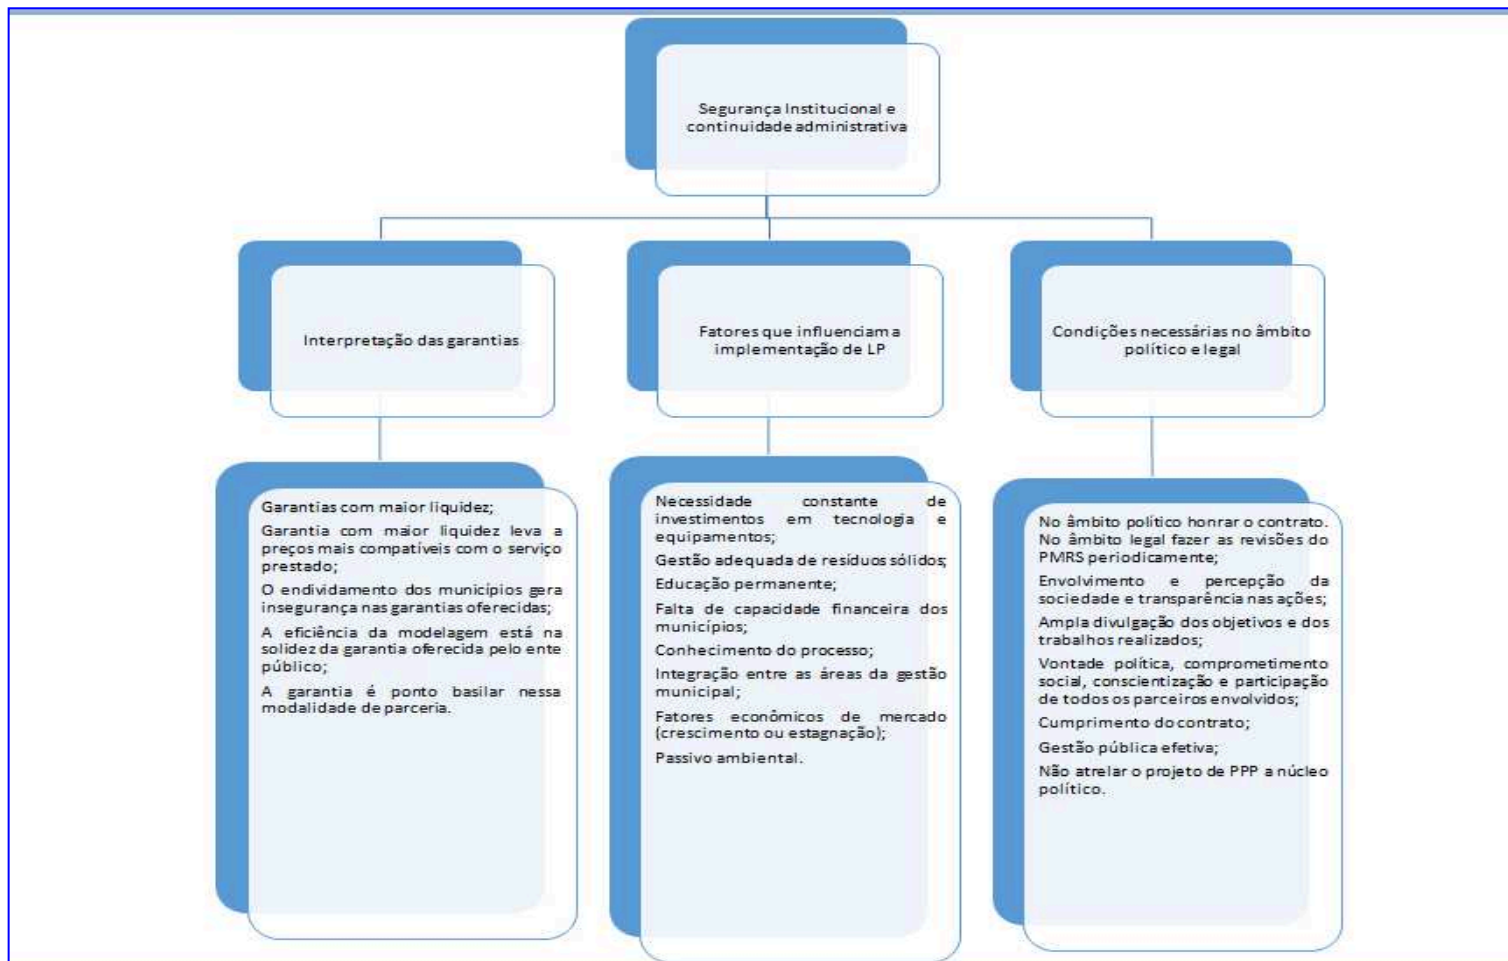 Segurança Institucional e
continuidade administrativa
Interpretação das garantias
Fatores que influenciam a
implementação de LP
Condições necessárias no âmbito
político e legal
Garantias com maior liquidez;
Garantia com maior liquidez leva a
preços mais compatíveis com o serviço
prestado;
O endividamento dos municípios gera
insegurança nas garantias oferecidas;
A eficiência da modelagem está na
solidez da garantia oferecida pelo ente
público;
A garantia é ponto basilar nessa
modalidade de parceria.
Necessidade constante de
investimentos em tecnologia e
equipamentos;
Gestão adequada de resíduos sólidos;
Educação permanente;
Falta de capacidade financeira dos
municípios;
Conhecimento do processo;
Integração entre as áreas da gestão
municipal;
Fatores econômicos de mercado
(crescimento ou estagnação);
Passivo ambiental.
No âmbito político honrar o contrato.
No âmbito legal fazer as revisões do
PMRS periodicamente;
Envolvimento e percepção da
sociedade e transparência nas ações;
Ampla divulgação dos objetivos e dos
trabalhos realizados;
Vontade política, comprometimento
social, conscientização e participação
de todos os parceiros envolvidos;
Cumprimento do contrato;
Gestão pública efetiva;
Não atrelar o projeto de PPP a núcleo
político.